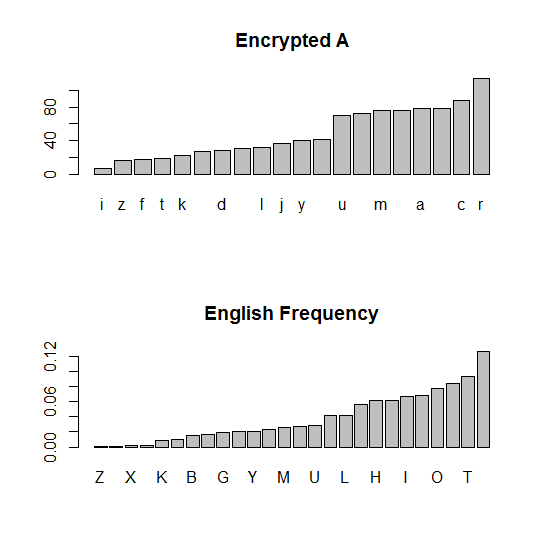 Encrypted A
0 40 80
i z f t k d l j y u m a c r
English Frequency
0.00 0.06 0.12
Z X K B G Y M U L H I O T